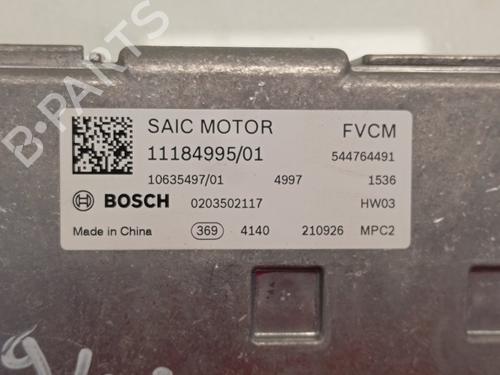 SAIC MOTOR FVCM
11184995/01 544764491
10635497/01 4997 1536
BOSCH 0203502117 HW03
Made in China 369 4140 210926 MPC2
B-PARTS